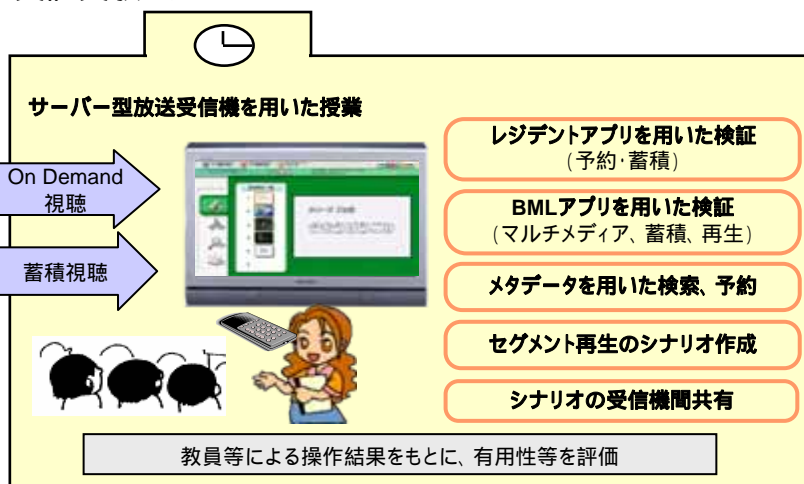 サーバー型放送受信機を用いた授業
On Demand
視聴
蓄積視聴
レジデントアプリを用いた検証
(予約・蓄積)
BMLアプリを用いた検証
(マルチメディア、蓄積、再生)
メタデータを用いた検索、予約
セグメント再生のシナリオ作成
シナリオの受信機間共有
教員等による操作結果をもとに、有用性等を評価